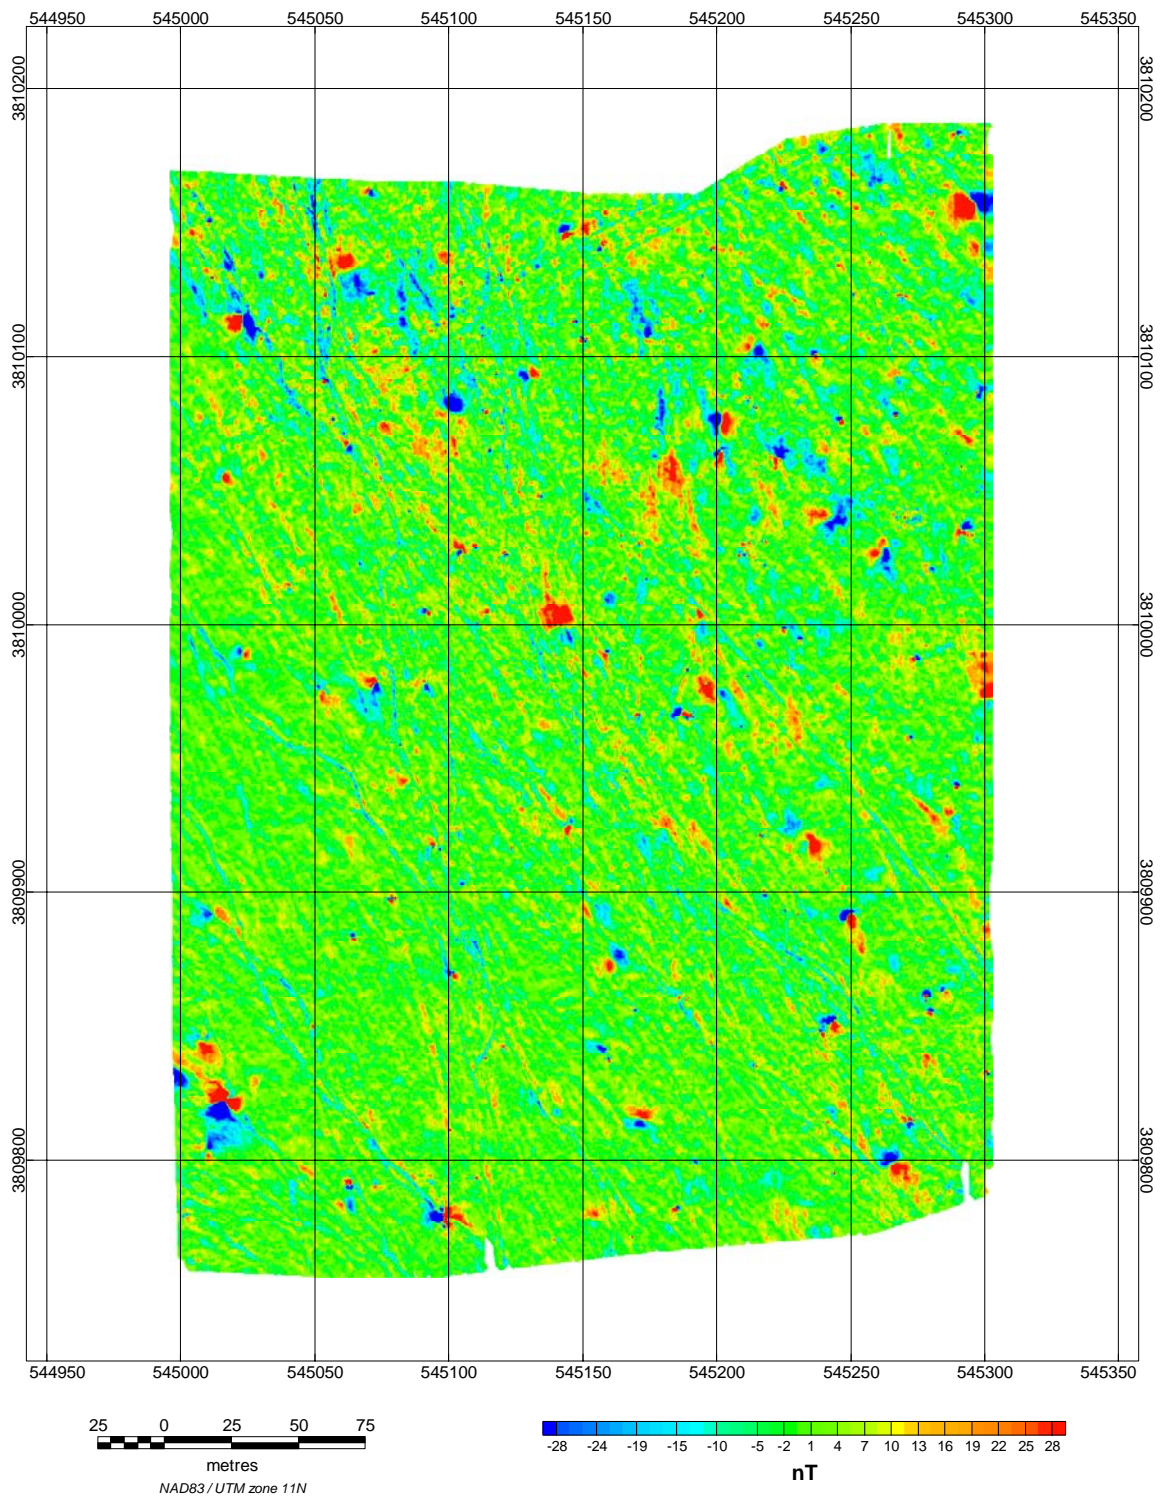 544950 545000 545050 545100 545150 545200 545250 545300 545350
3810200 3810200
3810100 3810100
3810000 3810000
3809900 3809900
3809800 3809800
544950 545000 545050 545100 545150 545200 545250 545300 545350
25 0 25 50 75
metres
NAD83 / UTM zone 11N
-28 -24 -19 -15 -10 -5 -2 1 4 7 10 13 16 19 22 25 28
nT